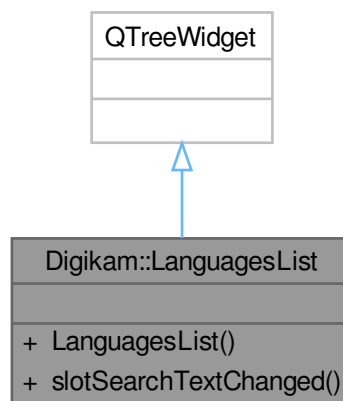 QTreeWidget
Digikam::LanguagesList
+ LanguagesList()
+ slotSearchTextChanged()